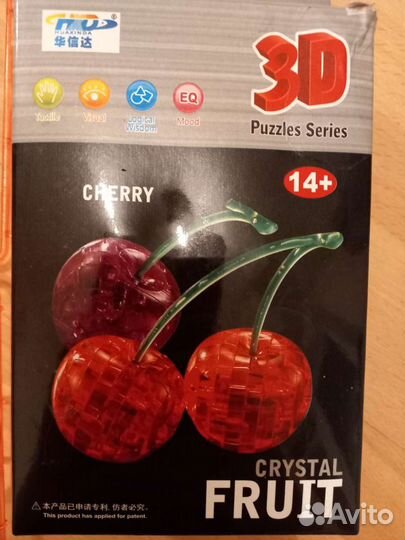 HXD®
HUAXINDA
华信达
3D
Puzzles Series
Tactile
Visual
Logical
Wisdom
EQ
Mood
14+
CHERRY
CRYSTAL
FRUIT
本产品已申请专利，仿者必究。
This product has applied for patent.
Avito